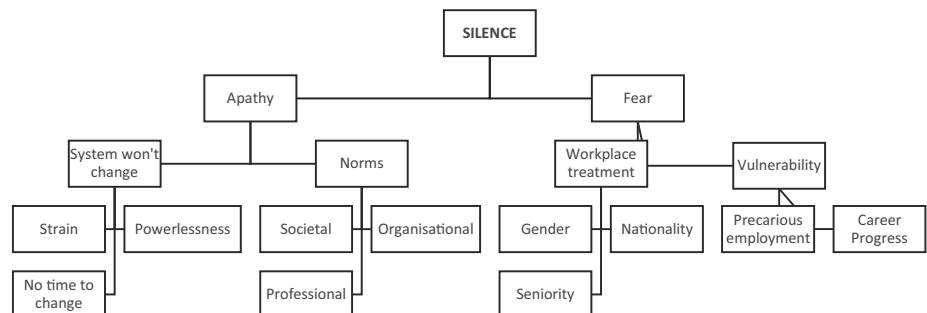 SILENCE
Apathy
Fear
System won't
change
Norms
Workplace
treatment
Vulnerability
Strain
Powerlessness
Societal
Organisational
Gender
Nationality
Precarious
employment
Career
Progress
No time to
change
Professional
Seniority